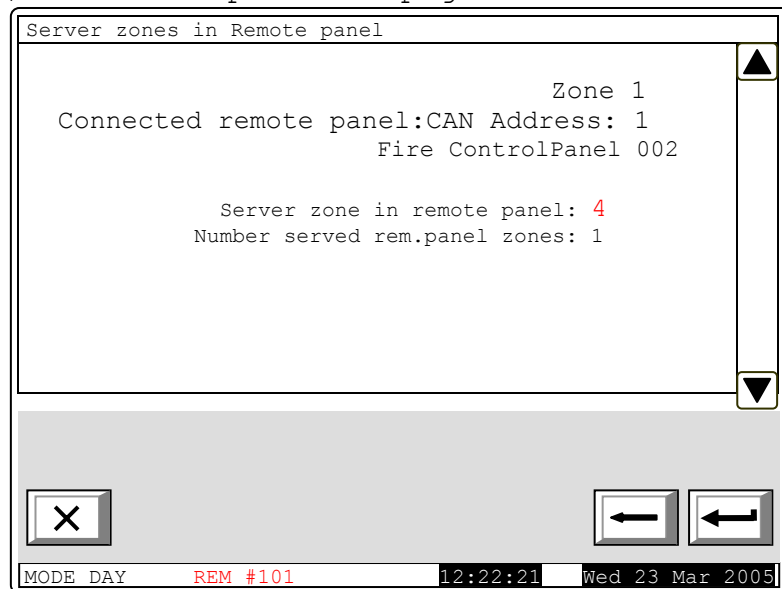 Server zones in Remote panel
Zone 1
Connected remote panel:CAN Address: 1
Fire ControlPanel 002
Server zone in remote panel: 4
Number served rem.panel zones: 1
MODE DAY REM #101 12:22:21 Wed 23 Mar 2005